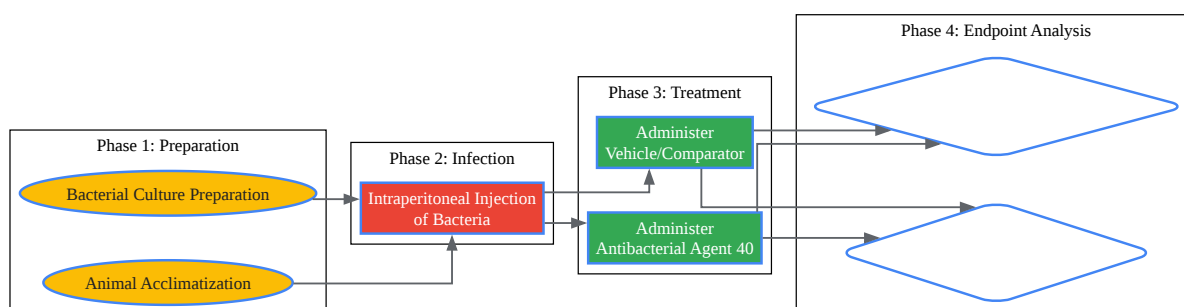 Phase 1: Preparation
Bacterial Culture Preparation
Animal Acclimatization
Phase 2: Infection
Intraperitoneal Injection
of Bacteria
Phase 3: Treatment
Administer
Vehicle/Comparator
Administer
Antibacterial Agent 40
Phase 4: Endpoint Analysis